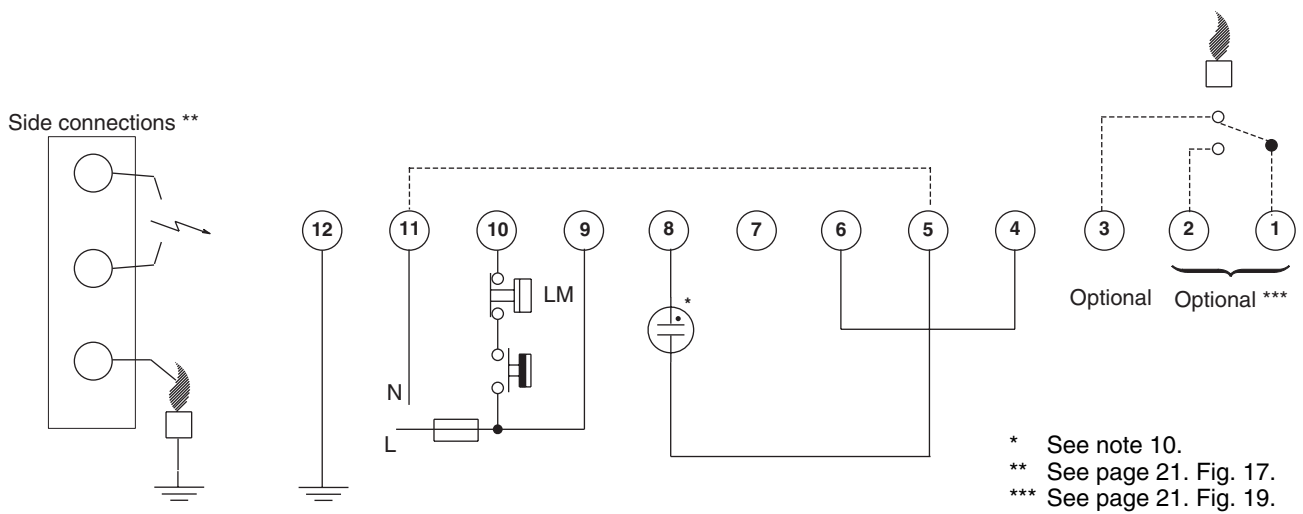 Side connections **
12 11 10 9 8 7 6 5 4 3 2 1
*
LM
Optional Optional ***
N
L
* See note 10.
** See page 21. Fig. 17.
*** See page 21. Fig. 19.